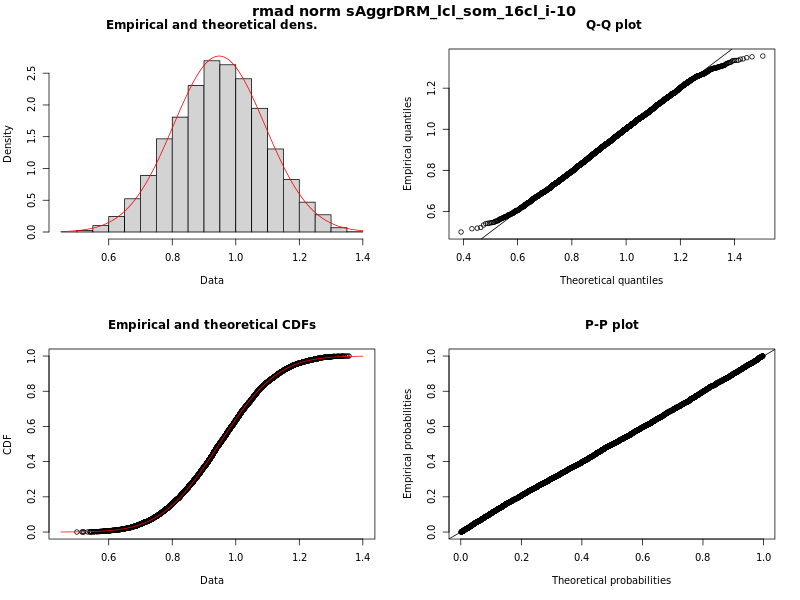 rmad norm sAggrDRM_lcl_som_16cl_i-10
Empirical and theoretical dens.
Density
0.0 0.5 1.0 1.5 2.0 2.5
0.6 0.8 1.0 1.2 1.4
Data
Q-Q plot
Empirical quantiles
0.6 0.8 1.0 1.2
0.4 0.6 0.8 1.0 1.2 1.4
Theoretical quantiles
Empirical and theoretical CDFs
CDF
0.0 0.2 0.4 0.6 0.8 1.0
0.6 0.8 1.0 1.2 1.4
Data
P-P plot
Empirical probabilities
0.0 0.2 0.4 0.6 0.8 1.0
0.0 0.2 0.4 0.6 0.8 1.0
Theoretical probabilities